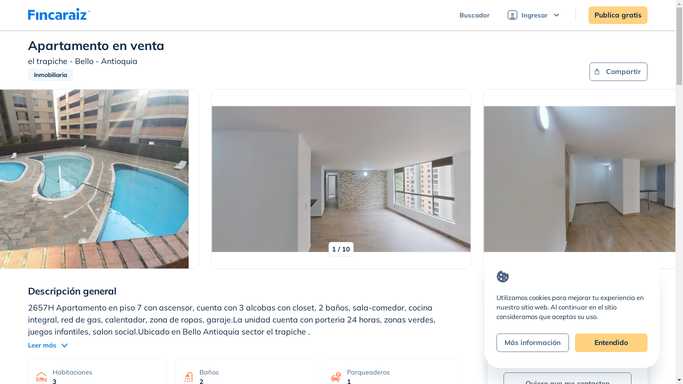 Fincaraiz
Buscador
Ingresar
Publica gratis
Apartamento en venta
el trapiche - Bello - Antioquia
Inmobiliaria
Compartir
1 / 10
Descripción general
2657H Apartamento en piso 7 con ascensor, cuenta con 3 alcobas con closet, 2 baños, sala-comedor, cocina
integral, red de gas, calentador, zona de ropas, garaje.La unidad cuenta con porteria 24 horas, zonas verdes,
juegos infantiles, salon social.Ubicado en Bello Antioquia sector el trapiche .
Leer más
Habitaciones
3
Baños
2
Parqueaderos
1
Utilizamos cookies para mejorar tu experiencia en
nuestro sitio web. Al continuar en el sitio
consideramos que aceptas su uso.
Más información
Entendido
Quiero que me contacten